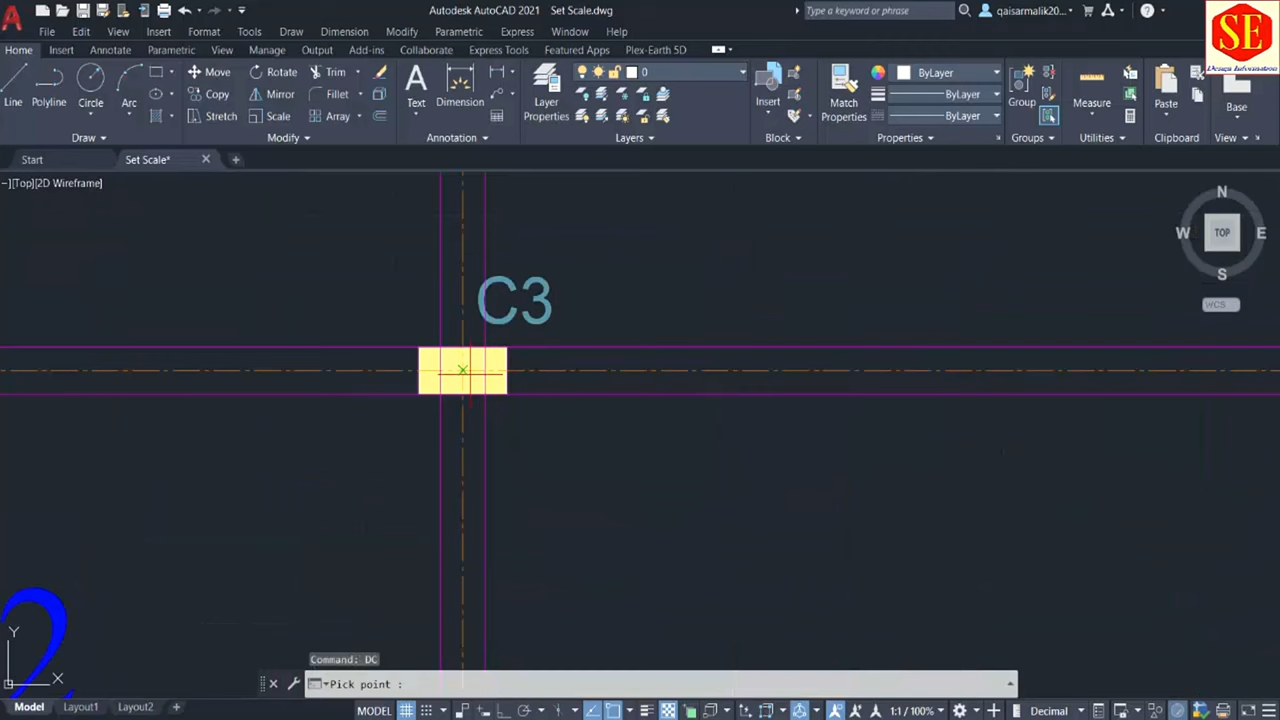 Autodesk AutoCAD 2021 Set Scale.dwg
Type a keyword or phrase
qaisarmalik20...
SE
Design Information
File Edit View Insert Format Tools Draw Dimension Modify Parametric Express Window Help
Home Insert Annotate Parametric View Manage Output Add-ins Collaborate Express Tools Featured Apps Plex-Earth 5D
Line Polyline Circle Arc
Move Rotate Trim
Copy Mirror Fillet
Stretch Scale Array
Text Dimension
Layer Properties
0
Insert
Match Properties
ByLayer
ByLayer
ByLayer
Group
Measure
Paste
Base
Draw Modify Annotation Layers Block Properties Groups Utilities Clipboard View
Start Set Scale*
−][Top][2D Wireframe]
N
W TOP E
S
WCS
C3
2
Y
X
Command: DC
Pick point :
Model Layout1 Layout2
MODEL 1:1 / 100% Decimal